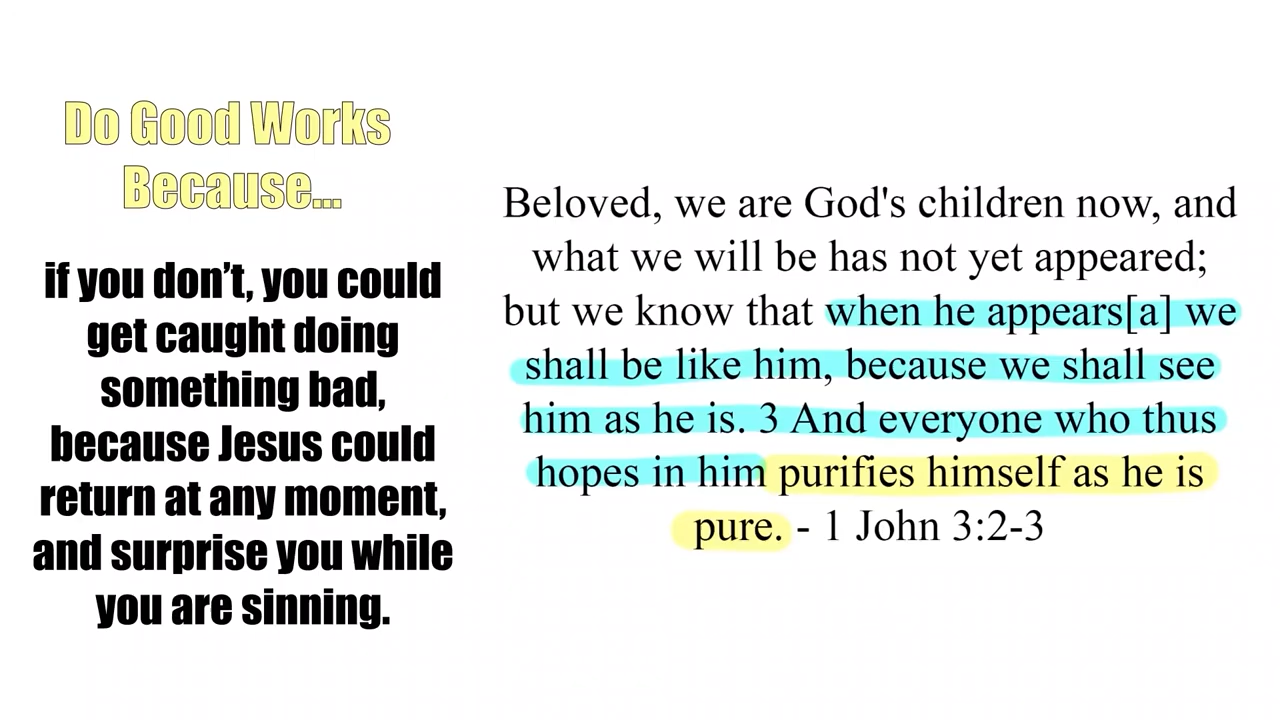 Do Good Works
Because...
if you don't, you could
get caught doing
something bad,
because Jesus could
return at any moment,
and surprise you while
you are sinning.
Beloved, we are God's children now, and
what we will be has not yet appeared;
but we know that when he appears[a] we
shall be like him, because we shall see
him as he is. 3 And everyone who thus
hopes in him purifies himself as he is
pure. - 1 John 3:2-3